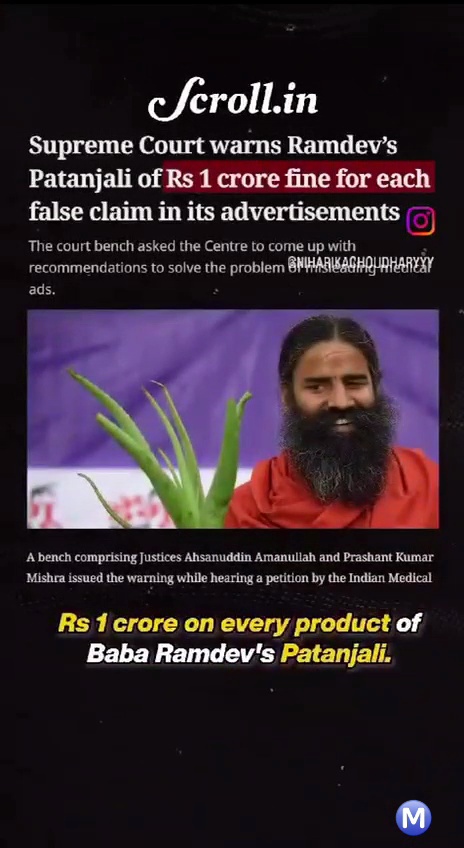 Scroll.in
Supreme Court warns Ramdev's
Patanjali of Rs 1 crore fine for each
false claim in its advertisements
The court bench asked the Centre to come up with
recommendations to solve the problem of misleading medical
@NIHARIKACHOUDHARYYY
ads.
A bench comprising Justices Ahsanuddin Amanullah and Prashant Kumar
Mishra issued the warning while hearing a petition by the Indian Medical
Rs 1 crore on every product of
Baba Ramdev's Patanjali.
M